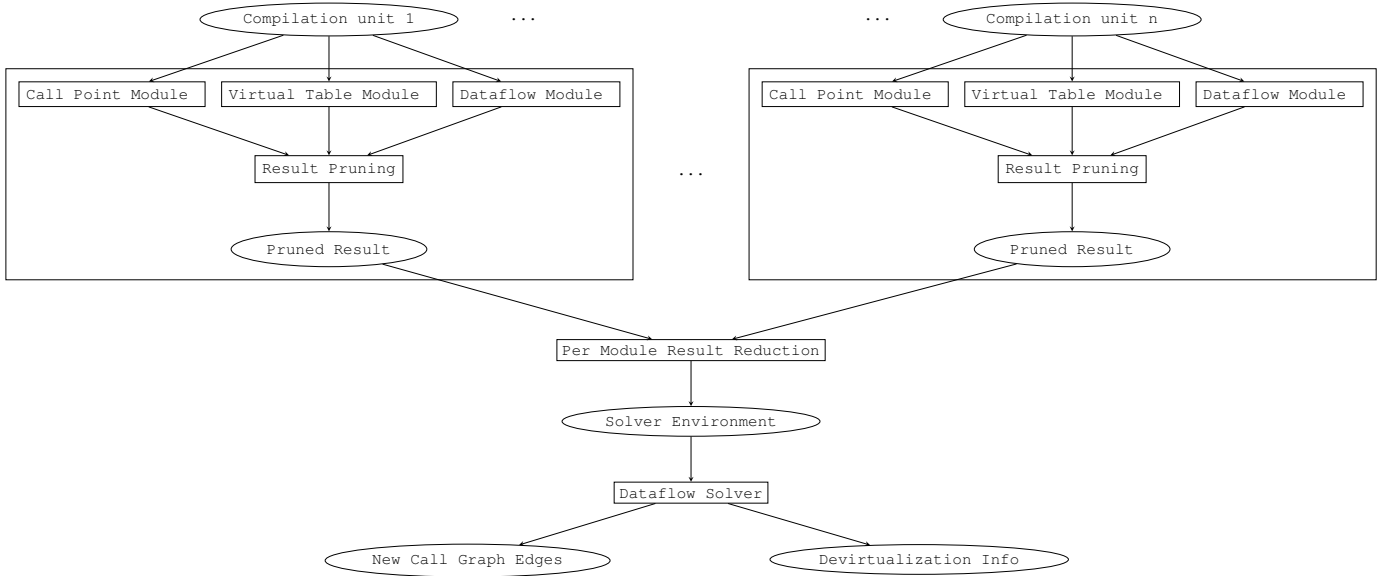 Compilation unit 1 ... ... Compilation unit n
Call Point Module Virtual Table Module Dataflow Module Call Point Module Virtual Table Module Dataflow Module
Result Pruning ... Result Pruning
Pruned Result Pruned Result
Per Module Result Reduction
Solver Environment
Dataflow Solver
New Call Graph Edges Devirtualization Info